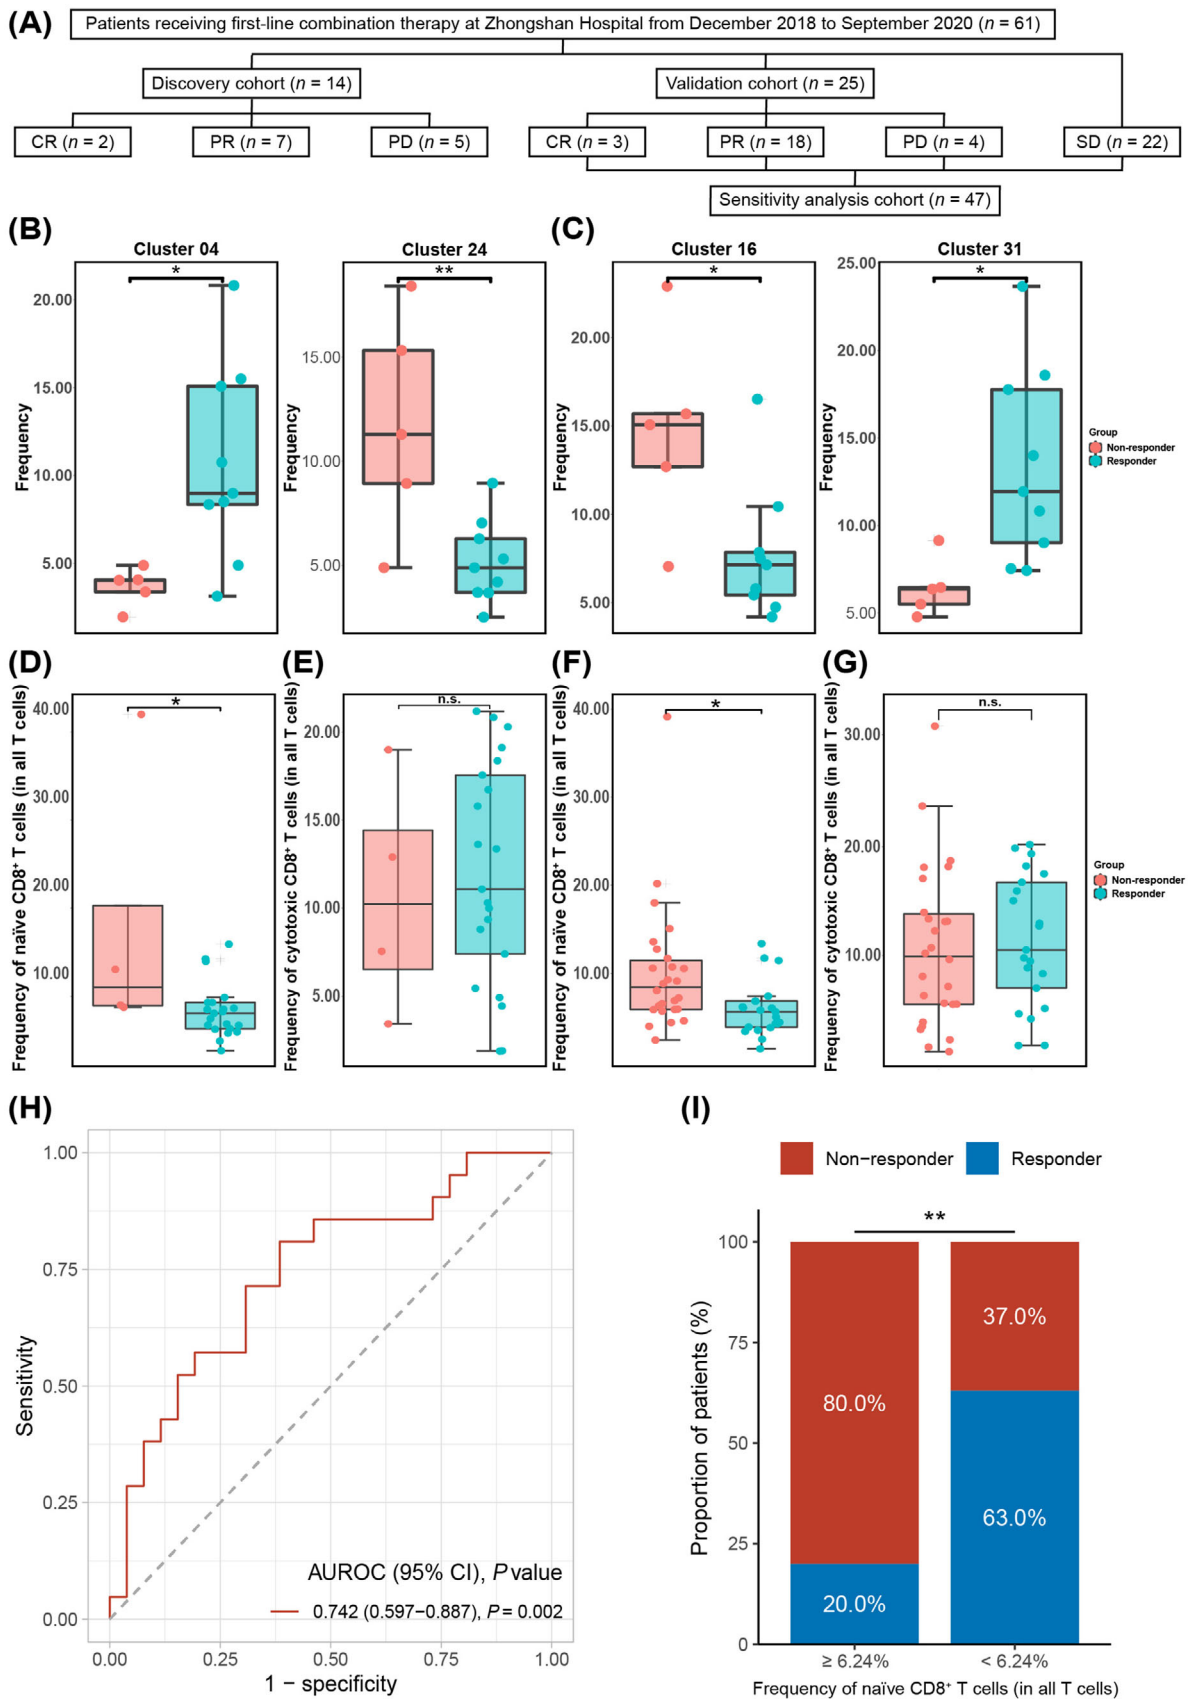 (A)
Patients receiving first-line combination therapy at Zhongshan Hospital from December 2018 to September 2020 (n = 61)
Discovery cohort (n = 14)
Validation cohort (n = 25)
CR (n = 2)
PR (n = 7)
PD (n = 5)
CR (n = 3)
PR (n = 18)
PD (n = 4)
SD (n = 22)
Sensitivity analysis cohort (n = 47)
(B)
Cluster 04
*
Frequency
20.00
15.00
10.00
5.00
Cluster 24
**
Frequency
15.00
10.00
5.00
(C)
Cluster 16
*
Frequency
20.00
15.00
10.00
5.00
Cluster 31
*
Frequency
25.00
20.00
15.00
10.00
5.00
Group
Non-responder
Responder
(D)
*
Frequency of naïve CD8⁺ T cells (in all T cells)
40.00
30.00
20.00
10.00
(E)
n.s.
Frequency of cytotoxic CD8⁺ T cells (in all T cells)
20.00
15.00
10.00
5.00
(F)
*
Frequency of naïve CD8⁺ T cells (in all T cells)
40.00
30.00
20.00
10.00
(G)
n.s.
Frequency of cytotoxic CD8⁺ T cells (in all T cells)
30.00
20.00
10.00
Group
Non-responder
Responder
(H)
Sensitivity
1.00
0.75
0.50
0.25
0.00
AUROC (95% CI), P value
0.742 (0.597−0.887), P = 0.002
0.00
0.25
0.50
0.75
1.00
1 − specificity
(I)
Non−responder
Responder
**
Proportion of patients (%)
100
75
50
25
0
80.0%
20.0%
37.0%
63.0%
≥ 6.24%
< 6.24%
Frequency of naïve CD8⁺ T cells (in all T cells)